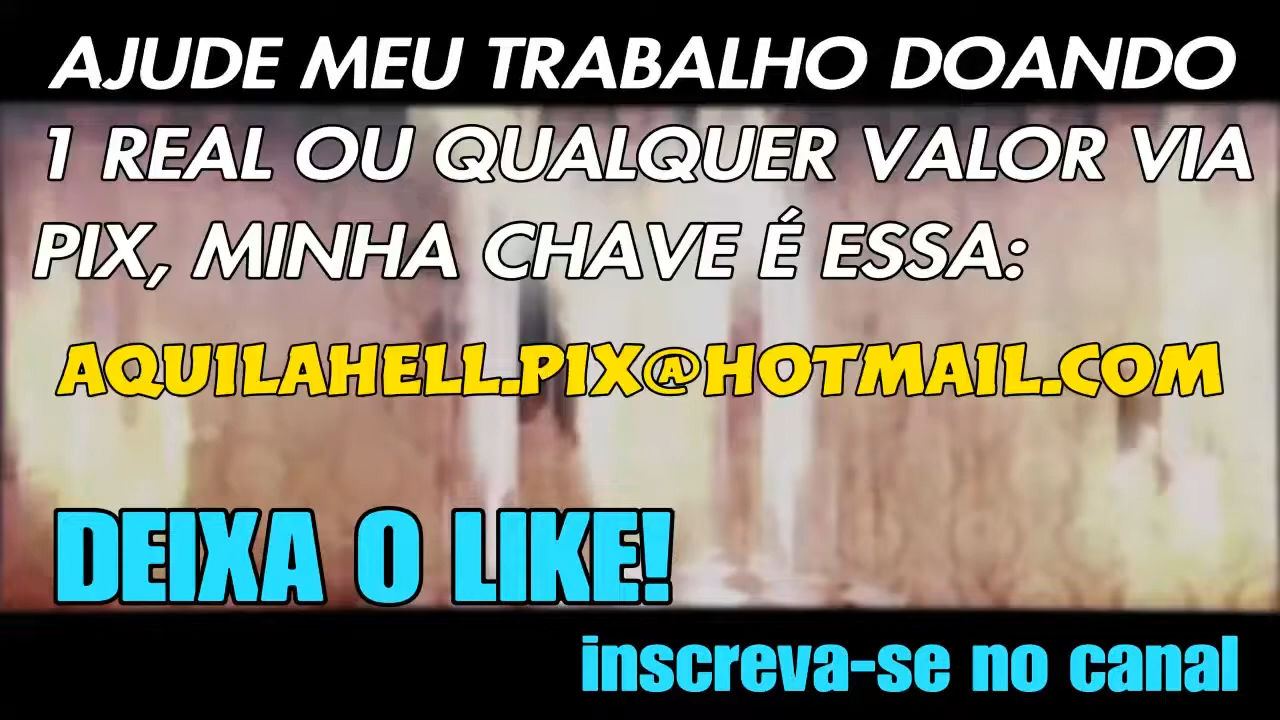 AJUDE MEU TRABALHO DOANDO
1 REAL OU QUALQUER VALOR VIA
PIX, MINHA CHAVE É ESSA:
AQUILAHELL.PIX@HOTMAIL.COM
DEIXA O LIKE!
inscreva-se no canal